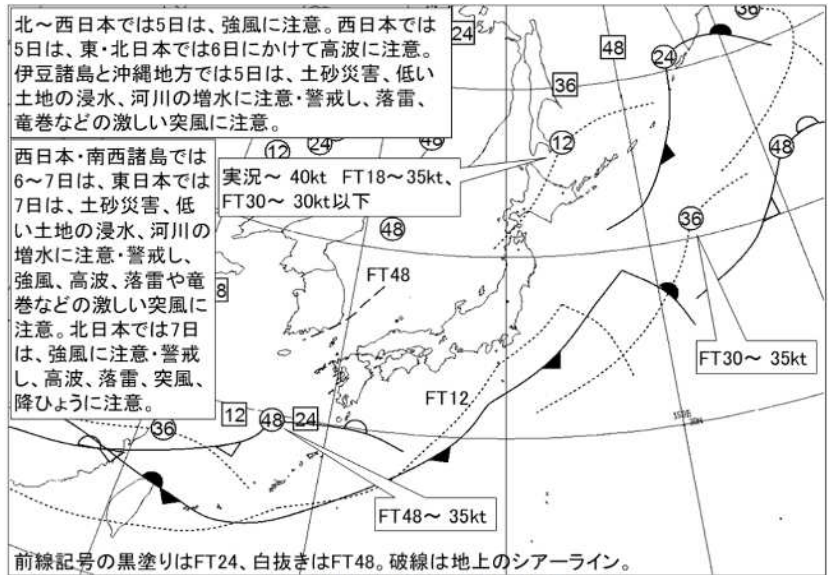 北～西日本では5日は、強風に注意。西日本では
5日は、東・北日本では6日にかけて高波に注意。
伊豆諸島と沖縄地方では5日は、土砂災害、低い
土地の浸水、河川の増水に注意・警戒し、落雷、
竜巻などの激しい突風に注意。
西日本・南西諸島では
6～7日は、東日本では
7日は、土砂災害、低
い土地の浸水、河川の
増水に注意・警戒し、
強風、高波、落雷や竜
巻などの激しい突風に
注意。北日本では7日
は、強風に注意・警戒
し、高波、落雷、突風、
降ひょうに注意。
36
24
48
24
36
12
24
48
12
48
実況～ 40kt FT18～35kt、
FT30～ 30kt以下
36
48
FT48
8
FT30～ 35kt
FT12
12
48
24
36
FT48～ 35kt
前線記号の黒塗りはFT24、白抜きはFT48。破線は地上のシアーライン。